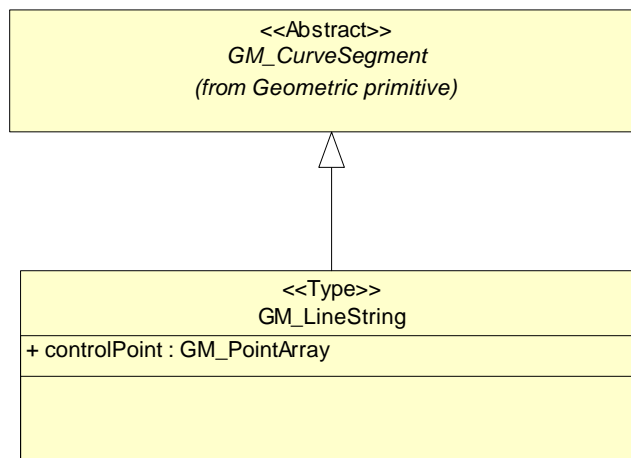 <<Abstract>>
GM_CurveSegment
(from Geometric primitive)
<<Type>>
GM_LineString
+ controlPoint : GM_PointArray